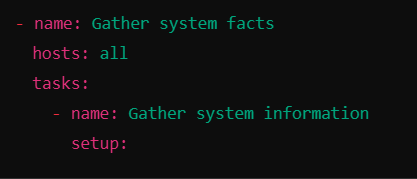 - name: Gather system facts
  hosts: all
  tasks:
    - name: Gather system information
      setup: